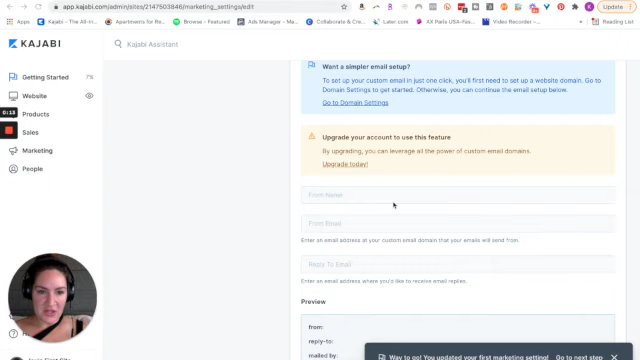 app.kajabi.com/admin/sites/2147503846/marketing_settings/edit
Update
Apps
Kajabi - The All-In...
Apartments for Re...
Browse - Featured
Ads Manager - Ma...
Collaborate & Crea...
Later.com
AX Paris USA-Fas...
Video Recorder -...
Other Bookmarks
KAJABI
Kajabi Assistant
Getting Started
7%
Website
Products
0:13
Sales
Marketing
People
Want a simpler email setup?
To set up your custom email in just one click, you'll first need to set up a website domain. Go to
Domain Settings to get started. Otherwise, you can continue the email setup below.
Go to Domain Settings
Upgrade your account to use this feature
By upgrading, you can leverage all the power of custom email domains.
Upgrade today!
From Name
From Email
Enter an email address at your custom email domain that your emails will send from.
Reply To Email
Enter an email address where you'd like to receive email replies.
Preview
from:
reply-to:
mailed by:
Way to go! You updated your first marketing setting!
Go to next step
First Site